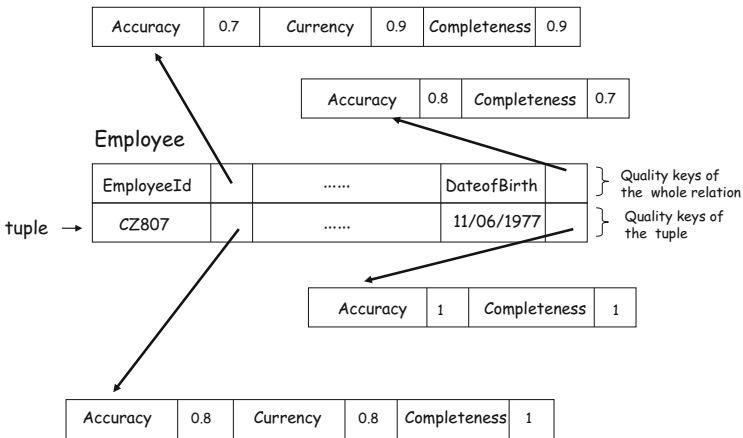 Accuracy 0.7 Currency 0.9 Completeness 0.9
Accuracy 0.8 Completeness 0.7
Employee
EmployeeId ...... DateofBirth
Quality keys of
the whole relation
tuple CZ807 ...... 11/06/1977
Quality keys of
the tuple
Accuracy 1 Completeness 1
Accuracy 0.8 Currency 0.8 Completeness 1